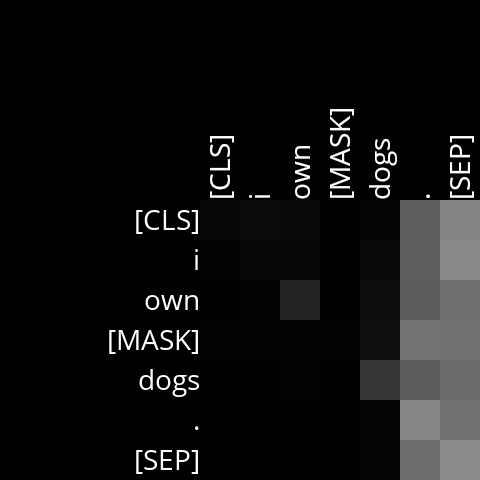 [CLS] i own [MASK] dogs . [SEP]
[CLS]
i
own
[MASK]
dogs
.
[SEP]